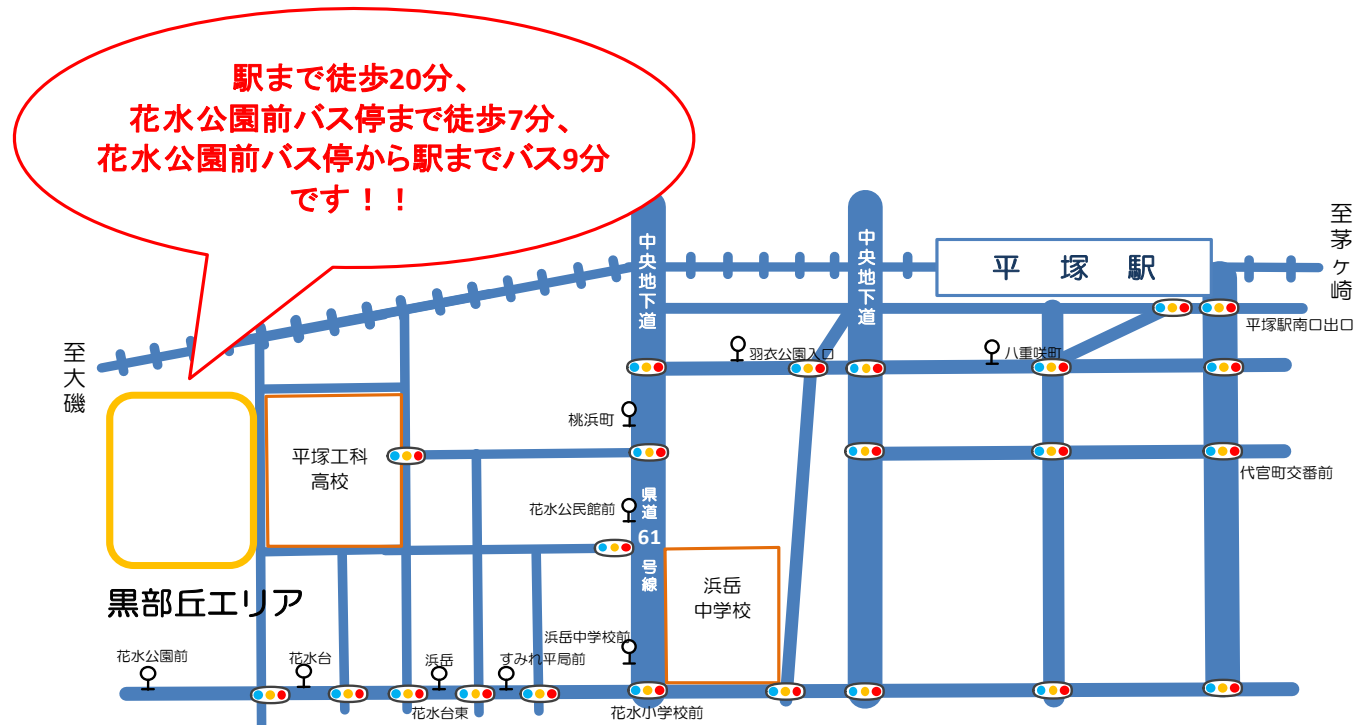 駅まで徒歩20分、
花水公園前バス停まで徒歩7分、
花水公園前バス停から駅までバス9分
です！！
至茅ヶ崎
中央地下道
中央地下道
平塚駅
平塚駅南口出口
至大磯
羽衣公園入口
八重咲町
桃浜町
平塚工科
高校
代官町交番前
花水公民館前
県道
61
号線
浜岳
中学校
黒部丘エリア
浜岳中学校前
花水公園前
花水台
浜岳
すみれ平局前
花水台東
花水小学校前